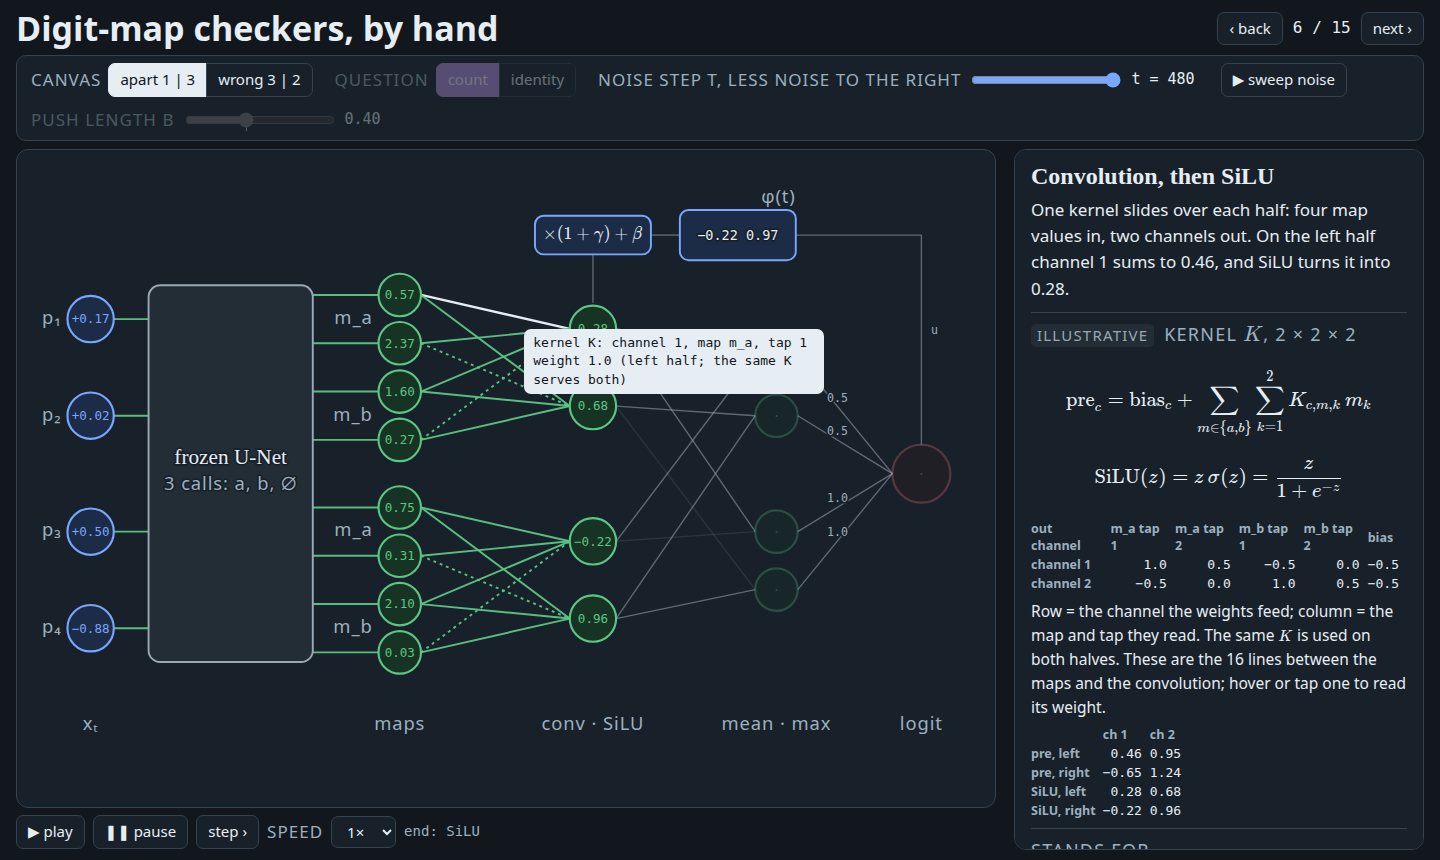 Digit-map checkers, by hand
‹ back 6 / 15 next ›
CANVAS apart 1 | 3 wrong 3 | 2 QUESTION count identity NOISE STEP T, LESS NOISE TO THE RIGHT t = 480 ▶ sweep noise
PUSH LENGTH B 0.40
φ(t)
×(1 + γ) + β −0.22 0.97
p₁ +0.17
p₂ +0.02
p₃ +0.50
p₄ −0.88
frozen U-Net
3 calls: a, b, ∅
m_a
m_b
m_a
m_b
0.57
2.37
1.60
0.27
0.75
0.31
2.10
0.03
kernel K: channel 1, map m_a, tap 1
weight 1.0 (left half; the same K
serves both)
0.68
−0.22
0.96
u
0.5
0.5
1.0
1.0
xₜ maps conv · SiLU mean · max logit
▶ play ❚❚ pause step › SPEED 1× end: SiLU
Convolution, then SiLU
One kernel slides over each half: four map
values in, two channels out. On the left half
channel 1 sums to 0.46, and SiLU turns it into
0.28.
ILLUSTRATIVE KERNEL K, 2 × 2 × 2
pre_c = bias_c + ∑_{m∈{a,b}} ∑_{k=1}^{2} K_{c,m,k} m_k
SiLU(z) = z σ(z) = z / (1 + e^{−z})
out channel m_a tap 1 m_a tap 2 m_b tap 1 m_b tap 2 bias
channel 1 1.0 0.5 −0.5 0.0 −0.5
channel 2 −0.5 0.0 1.0 0.5 −0.5
Row = the channel the weights feed; column = the
map and tap they read. The same K is used on
both halves. These are the 16 lines between the
maps and the convolution; hover or tap one to read
its weight.
ch 1 ch 2
pre, left 0.46 0.95
pre, right −0.65 1.24
SiLU, left 0.28 0.68
SiLU, right −0.22 0.96